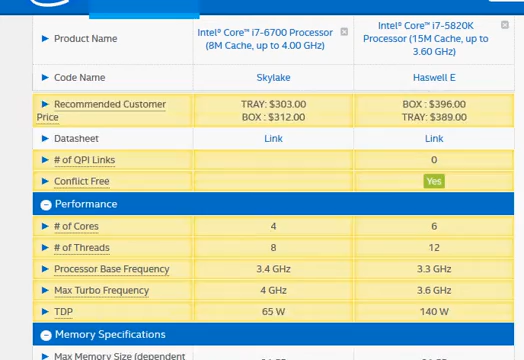 Product Name
Intel® Core™ i7-6700 Processor
(8M Cache, up to 4.00 GHz)
Intel® Core™ i7-5820K
Processor (15M Cache, up to
3.60 GHz)
Code Name Skylake Haswell E
Recommended Customer
Price
TRAY: $303.00
BOX : $312.00
BOX : $396.00
TRAY: $389.00
Datasheet Link Link
# of QPI Links 0
Conflict Free Yes
Performance
# of Cores 4 6
# of Threads 8 12
Processor Base Frequency 3.4 GHz 3.3 GHz
Max Turbo Frequency 4 GHz 3.6 GHz
TDP 65 W 140 W
Memory Specifications
Max Memory Size (dependent